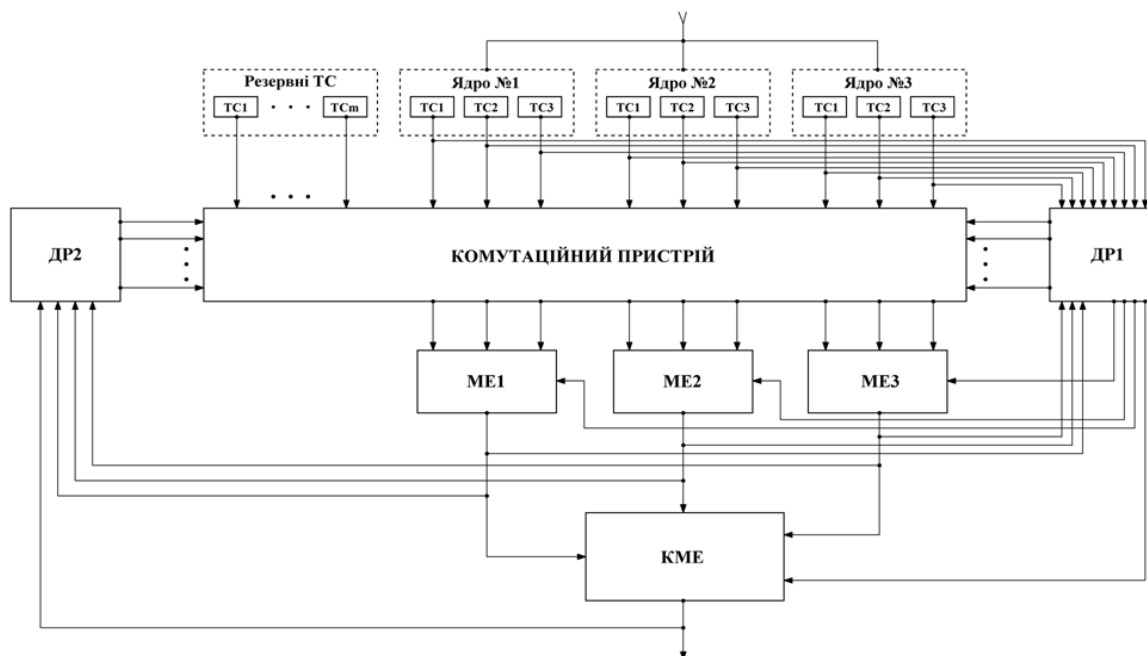 Резервні ТС
ТС1 . . . ТСm
Ядро №1
ТС1 ТС2 ТС3
Ядро №2
ТС1 ТС2 ТС3
Ядро №3
ТС1 ТС2 ТС3
. . .
ДР2
КОМУТАЦІЙНИЙ ПРИСТРІЙ
ДР1
МЕ1
МЕ2
МЕ3
КМЕ